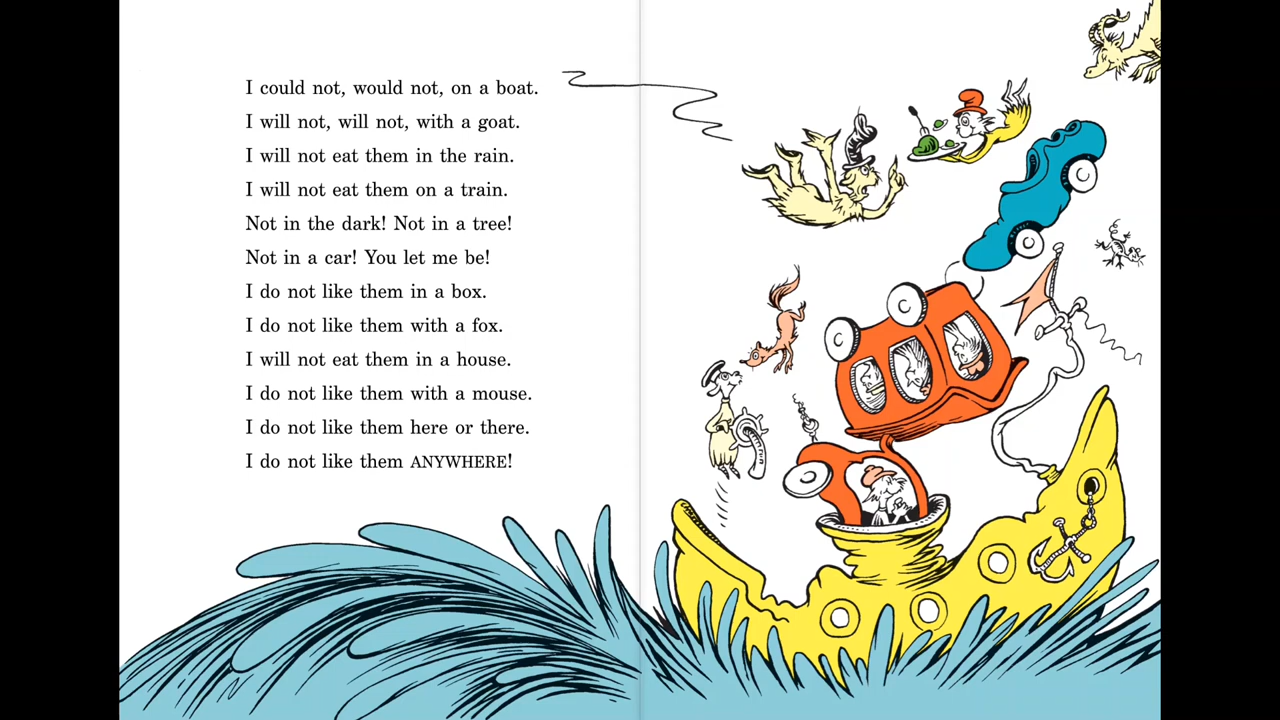 I could not, would not, on a boat.
I will not, will not, with a goat.
I will not eat them in the rain.
I will not eat them on a train.
Not in the dark! Not in a tree!
Not in a car! You let me be!
I do not like them in a box.
I do not like them with a fox.
I will not eat them in a house.
I do not like them with a mouse.
I do not like them here or there.
I do not like them ANYWHERE!